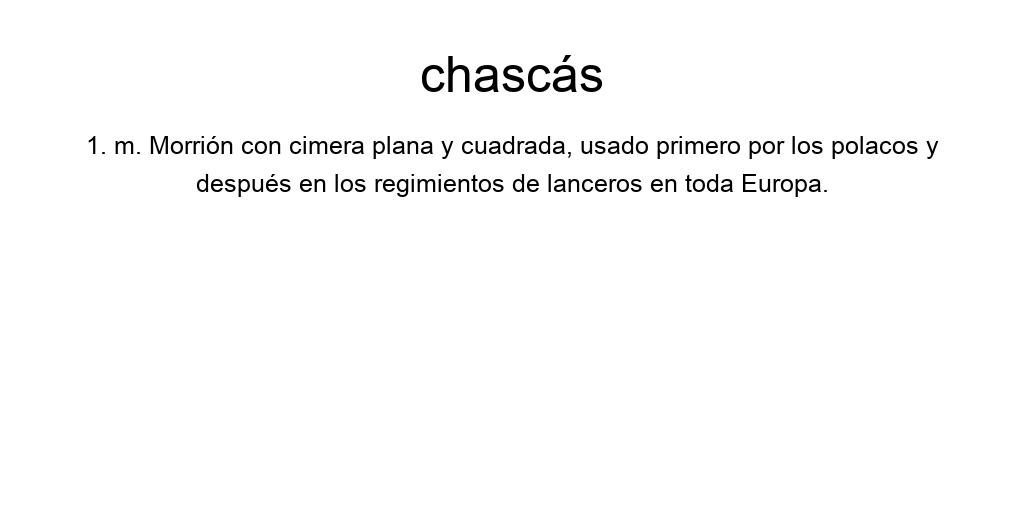 chascás
1. m. Morrión con cimera plana y cuadrada, usado primero por los polacos y
después en los regimientos de lanceros en toda Europa.